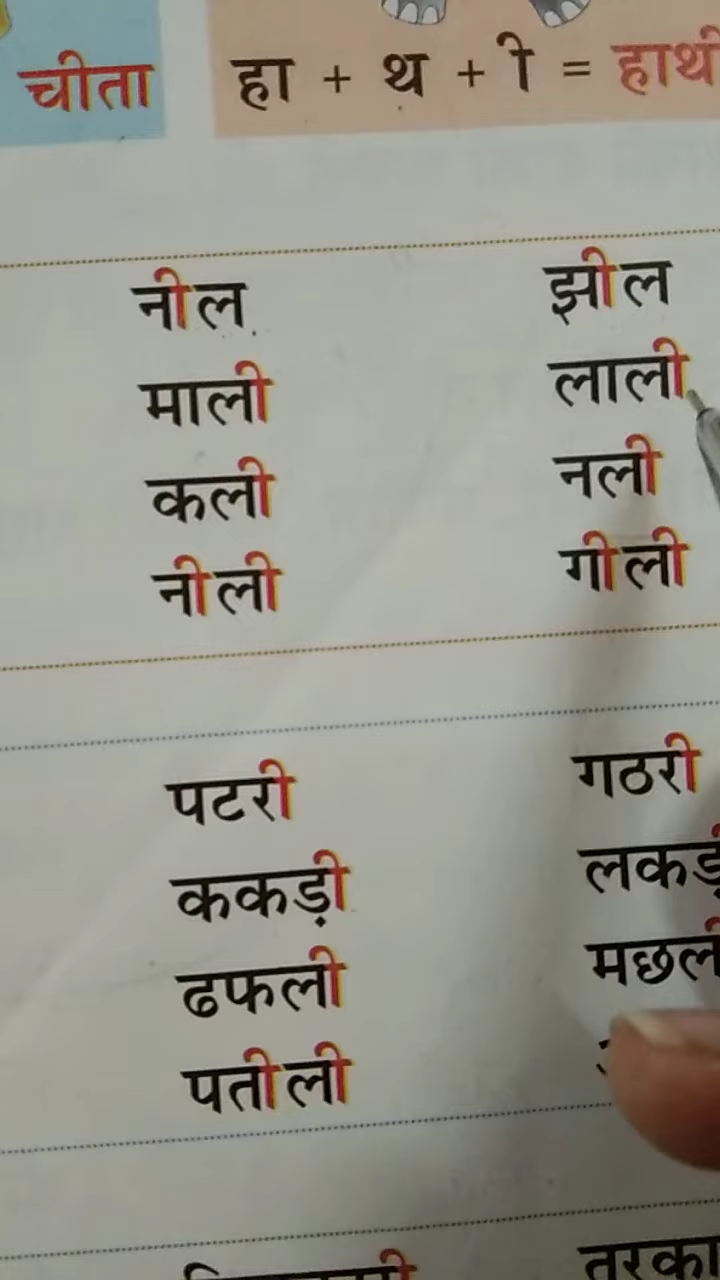 चीता हा + थ + ी = हाथी
नील झील
माली लाली
कली नली
नीली गीली
पटरी गठरी
ककड़ी
ढफली
पतीली